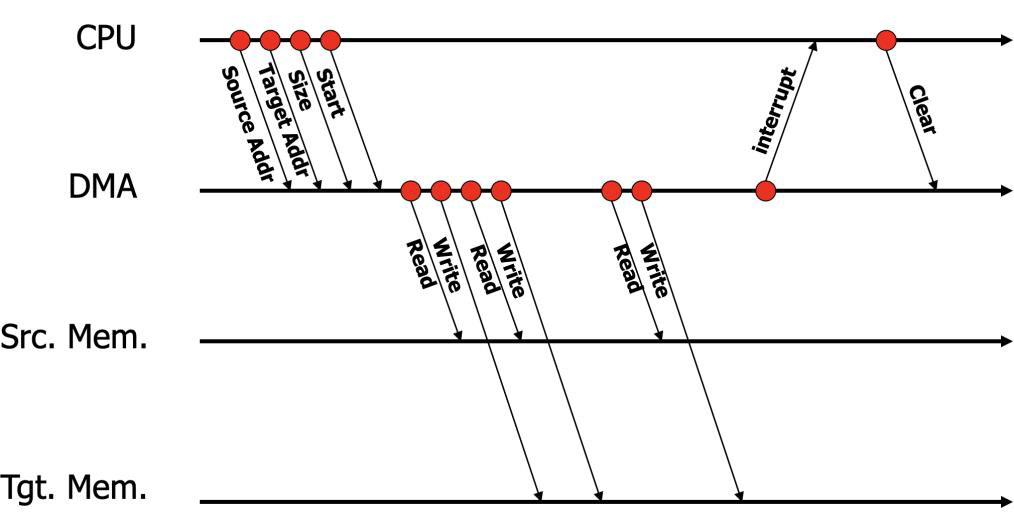 CPU
Source Addr
Target Addr
Size
Start
interrupt
Clear
DMA
Read
Write
Read
Write
Read
Write
Src. Mem.
Tgt. Mem.